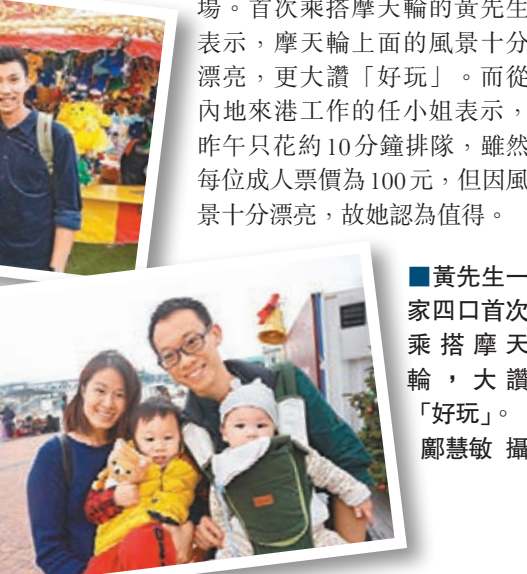 場。首次乘搭摩天輪的黃先生
表示，摩天輪上面的風景十分
漂亮，更大讚「好玩」。而從
內地來港工作的任小姐表示，
昨午只花約10分鐘排隊，雖然
每位成人票價為100元，但因風
景十分漂亮，故她認為值得。
■黃先生一
家四口首次
乘搭摩天
輪，大讚
「好玩」。
鄺慧敏 攝